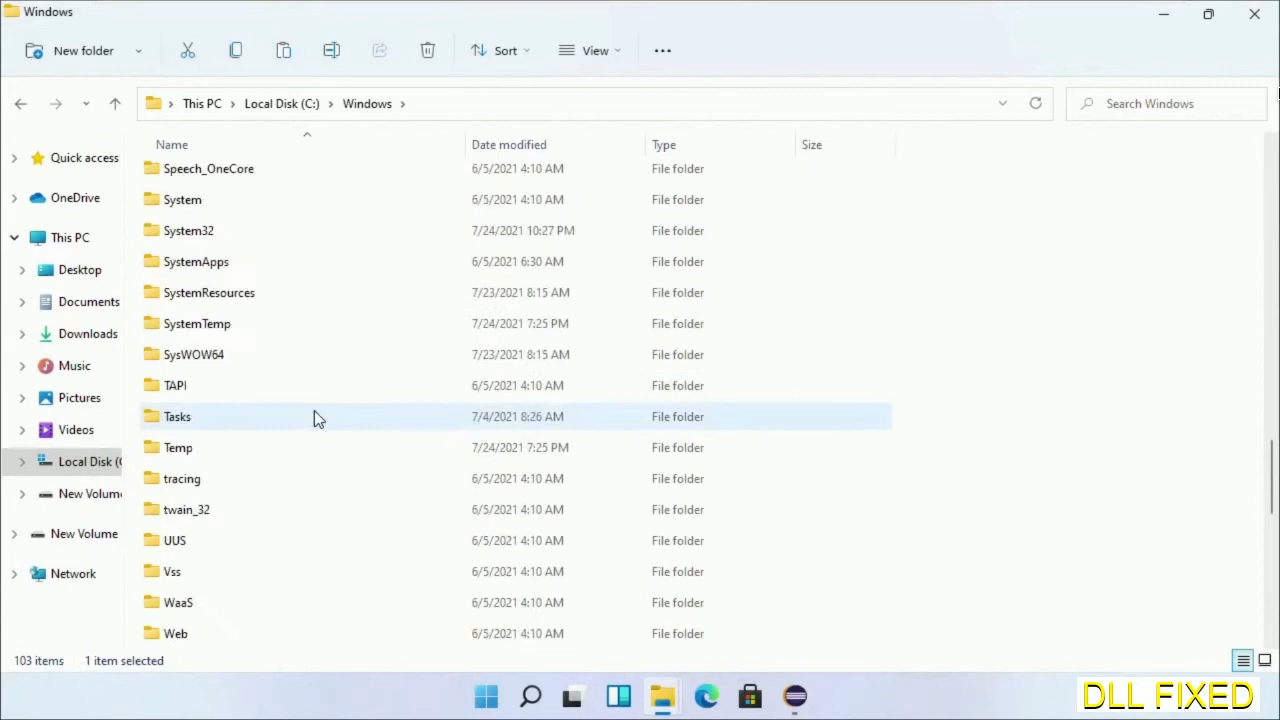 Windows
New folder
Sort
View
This PC
Local Disk (C:)
Windows
Search Windows
Name
Date modified
Type
Size
Quick access
OneDrive
This PC
Desktop
Documents
Downloads
Music
Pictures
Videos
Local Disk (C
New Volum
New Volume
Network
Speech_OneCore 6/5/2021 4:10 AM File folder
System 6/5/2021 4:10 AM File folder
System32 7/24/2021 10:27 PM File folder
SystemApps 6/5/2021 6:30 AM File folder
SystemResources 7/23/2021 8:15 AM File folder
SystemTemp 7/24/2021 7:25 PM File folder
SysWOW64 7/23/2021 8:15 AM File folder
TAPI 6/5/2021 4:10 AM File folder
Tasks 7/4/2021 8:26 AM File folder
Temp 7/24/2021 7:25 PM File folder
tracing 6/5/2021 4:10 AM File folder
twain_32 6/5/2021 4:10 AM File folder
UUS 6/5/2021 4:10 AM File folder
Vss 6/5/2021 4:10 AM File folder
WaaS 6/5/2021 4:10 AM File folder
Web 6/5/2021 4:10 AM File folder
103 items 1 item selected
DLL FIXED